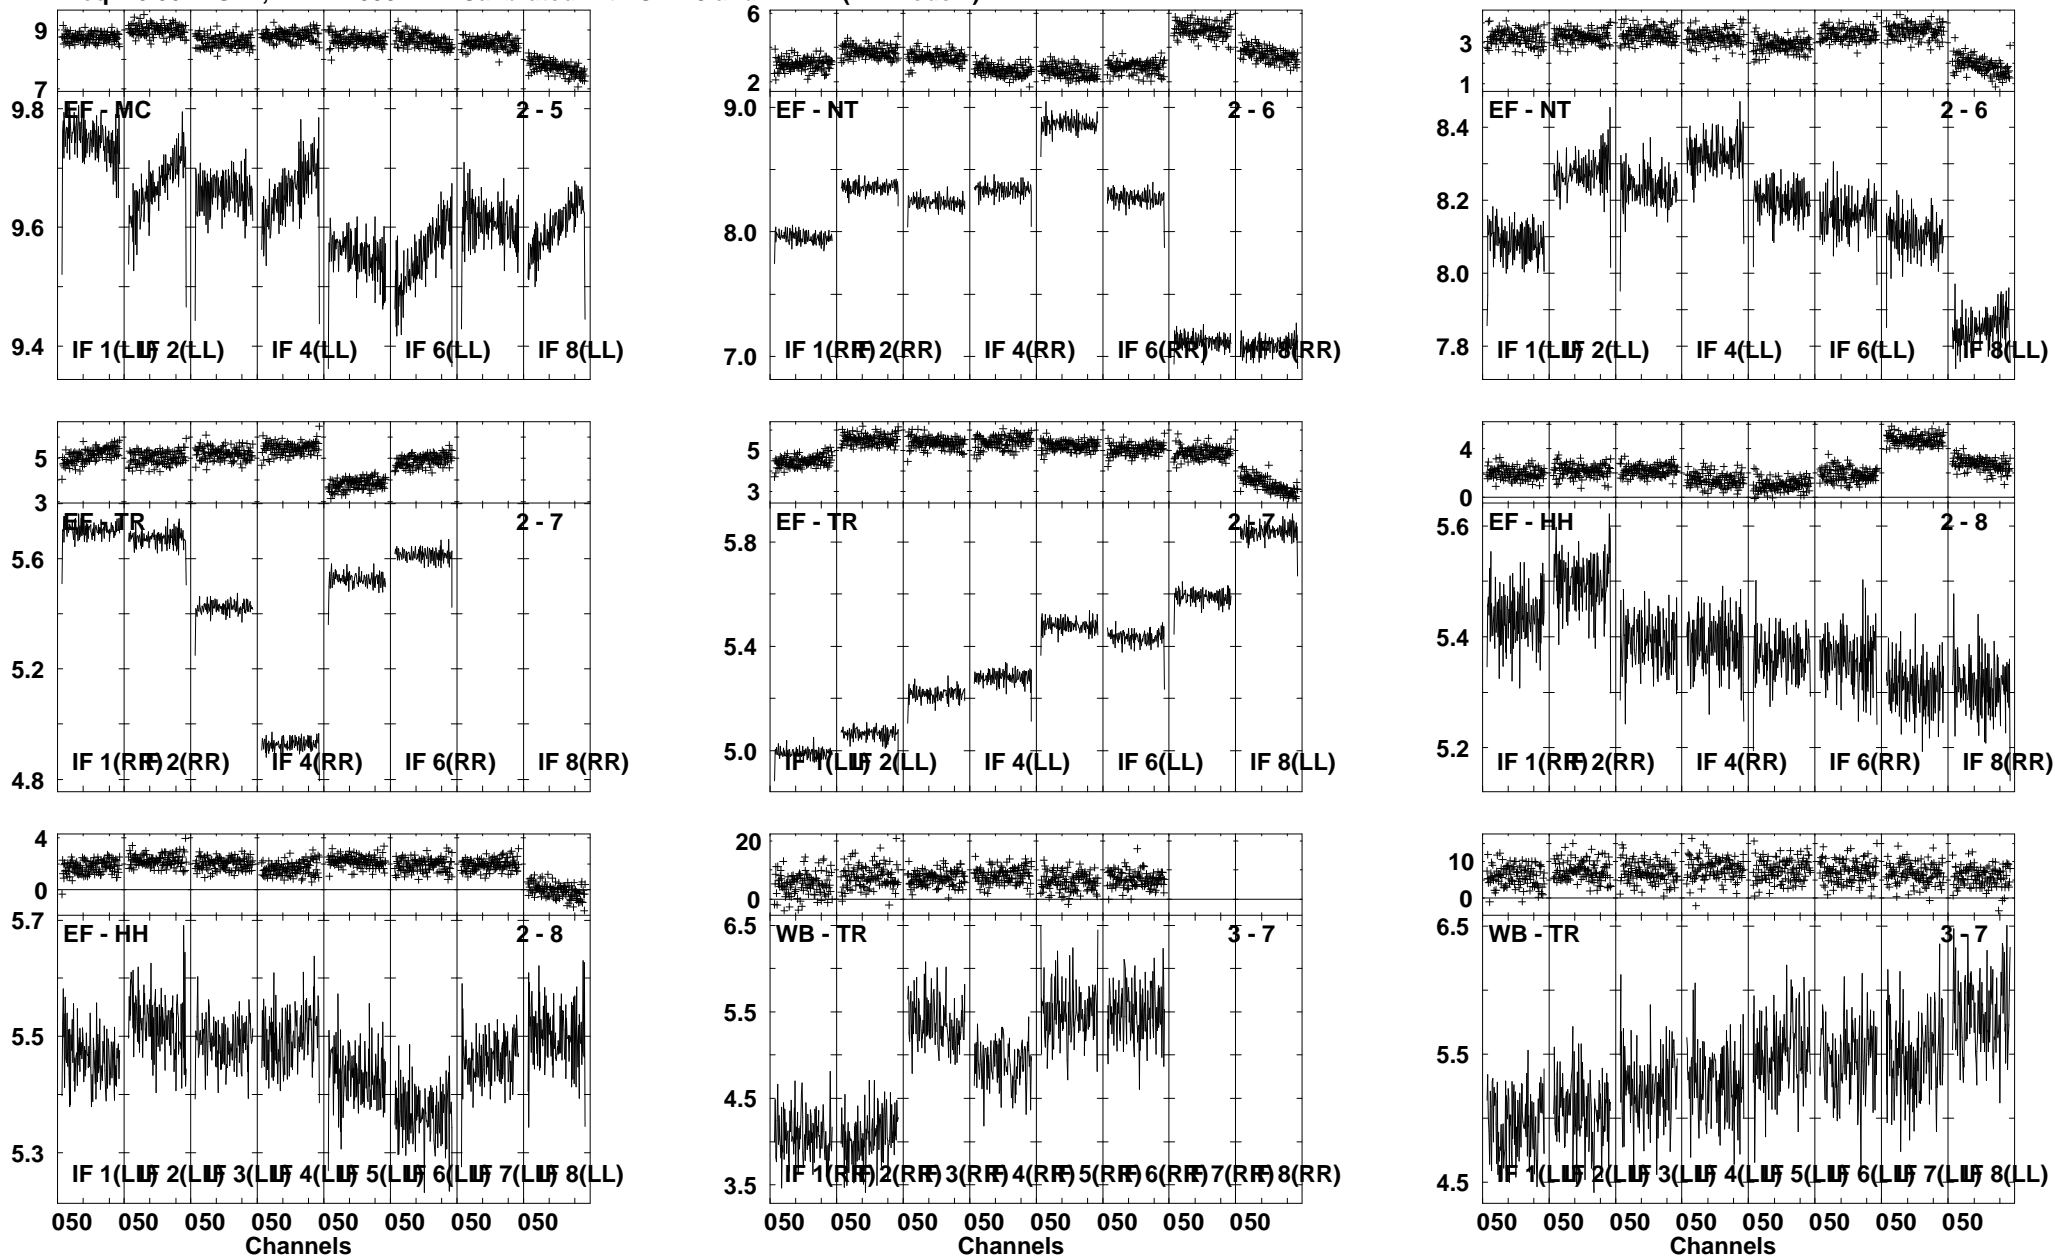 9
7
EF - MC 2 - 5
9.8
9.6
9.4
IF 1(LL) IF 2(LL) IF 4(LL) IF 6(LL) IF 8(LL)
6
4
2
EF - NT 2 - 6
9.0
8.0
7.0
IF 1(RR) IF 2(RR) IF 4(RR) IF 6(RR) IF 8(RR)
3
1
EF - NT 2 - 6
8.4
8.2
8.0
7.8
IF 1(LL) IF 2(LL) IF 4(LL) IF 6(LL) IF 8(LL)
5
3
EF - TR 2 - 7
5.6
5.2
4.8
IF 1(RR) IF 2(RR) IF 4(RR) IF 6(RR) IF 8(RR)
5
3
EF - TR 2 - 7
5.8
5.4
5.0
IF 1(LL) IF 2(LL) IF 4(LL) IF 6(LL) IF 8(LL)
4
0
EF - HH 2 - 8
5.6
5.4
5.2
IF 1(RR) IF 2(RR) IF 4(RR) IF 6(RR) IF 8(RR)
4
2
0
EF - HH 2 - 8
5.7
5.5
5.3
IF 1(LL) IF 2(LL) IF 3(LL) IF 4(LL) IF 5(LL) IF 6(LL) IF 7(LL) IF 8(LL)
050 050 050 050 050 050 050 050
Channels
20
0
WB - TR 3 - 7
6.5
5.5
4.5
3.5
IF 1(RR) IF 2(RR) IF 3(RR) IF 4(RR) IF 5(RR) IF 6(RR) IF 7(RR) IF 8(RR)
050 050 050 050 050 050 050 050
Channels
10
0
WB - TR 3 - 7
6.5
5.5
4.5
IF 1(LL) IF 2(LL) IF 3(LL) IF 4(LL) IF 5(LL) IF 6(LL) IF 7(LL) IF 8(LL)
050 050 050 050 050 050 050 050
Channels